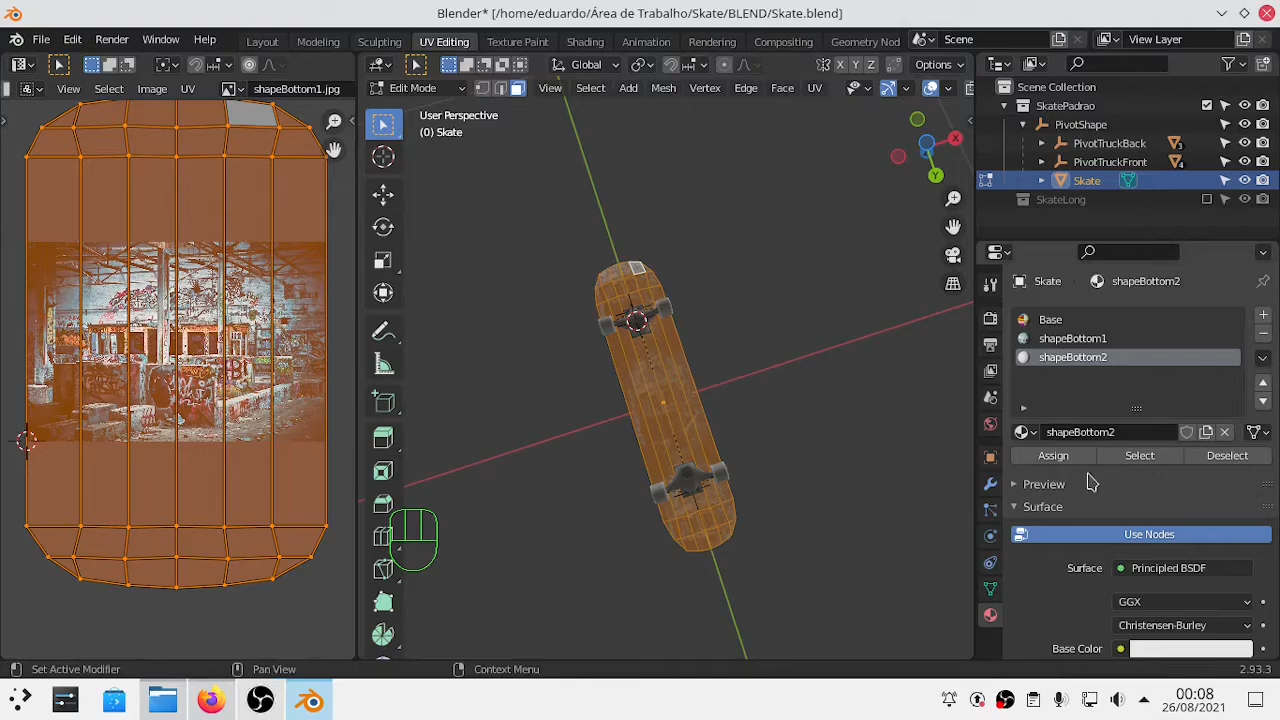 Blender* [/home/eduardo/Área de Trabalho/Skate/BLEND/Skate.blend]
File Edit Render Window Help Layout Modeling Sculpting UV Editing Texture Paint Shading Animation Rendering Compositing Geometry Nod Scene View Layer
Global X Y Z Options
View Select Image UV shapeBottom1.jpg Edit Mode View Select Add Mesh Vertex Edge Face UV
Scene Collection
SkatePadrao
PivotShape
PivotTruckBack 3
PivotTruckFront 4
Skate
SkateLong
User Perspective
(0) Skate
X
Y
Skate shapeBottom2
Base
shapeBottom1
shapeBottom2
shapeBottom2
Assign Select Deselect
Preview
Surface
Use Nodes
Surface Principled BSDF
GGX
Christensen-Burley
Base Color
Set Active Modifier Pan View Context Menu 2.93.3
00:08
26/08/2021